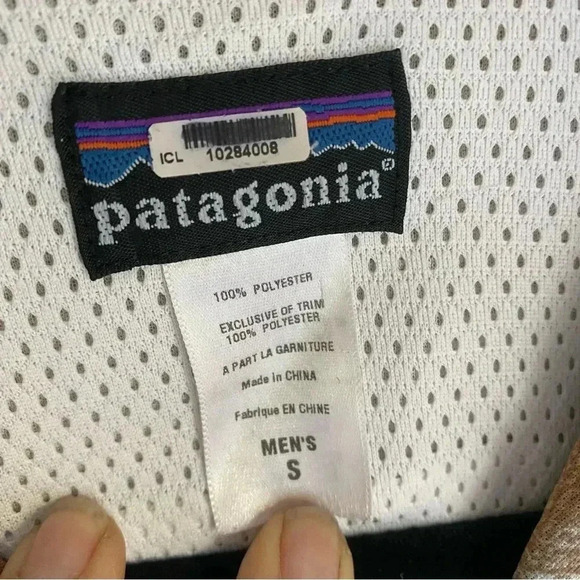 ICL 10284008
patagonia®
100% POLYESTER
EXCLUSIVE OF TRIM
100% POLYESTER
A PART LA GARNITURE
Made in CHINA
Fabriqué EN CHINE
MEN'S
S